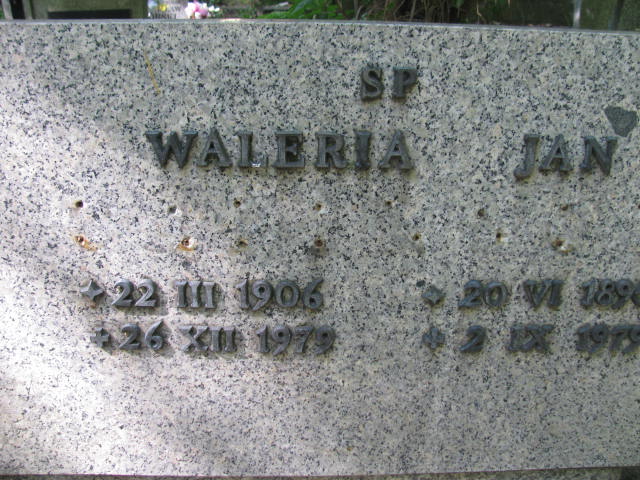 SP
WALERIA JAN
22 III 1906 20 VI
26 XII 1979 2 IX